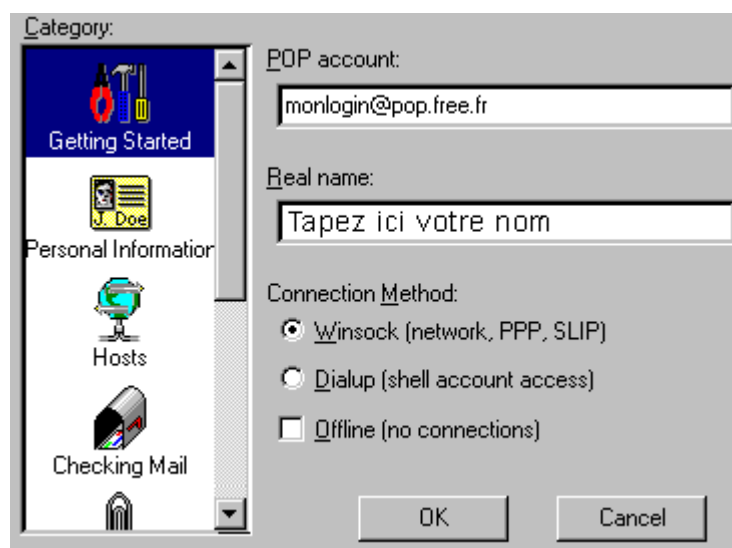 Category:
Getting Started
J. Doe
Personal Information
Hosts
Checking Mail
POP account:
monlogin@pop.free.fr
Real name:
Tapez ici votre nom
Connection Method:
Winsock (network, PPP, SLIP)
Dialup (shell account access)
Offline (no connections)
OK
Cancel